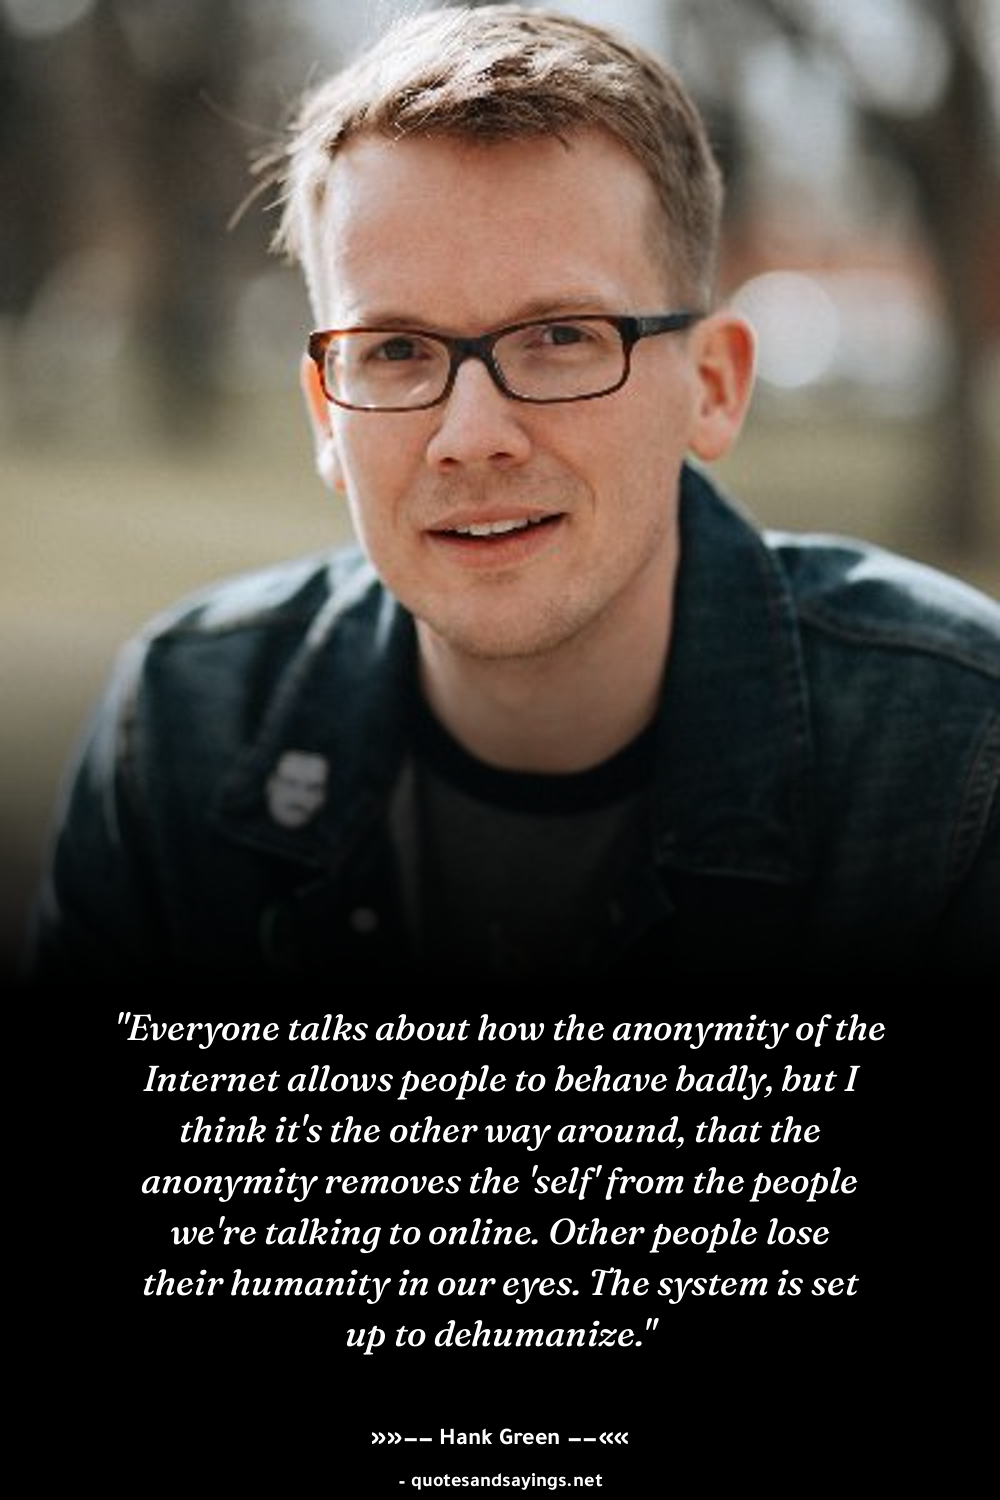 "Everyone talks about how the anonymity of the
Internet allows people to behave badly, but I
think it's the other way around, that the
anonymity removes the 'self' from the people
we're talking to online. Other people lose
their humanity in our eyes. The system is set
up to dehumanize."
»»–– Hank Green ––««
- quotesandsayings.net